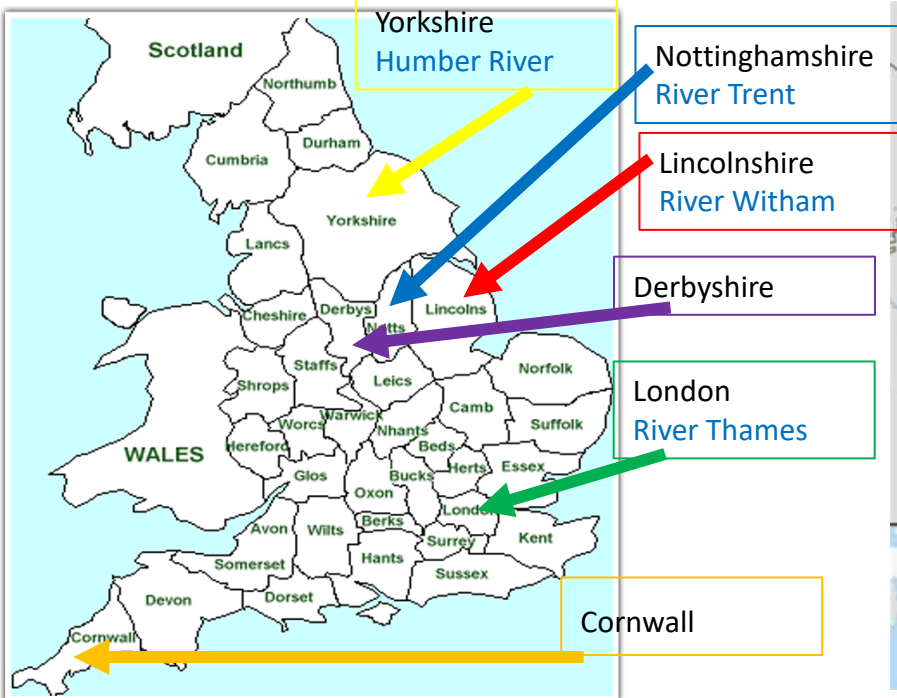 Yorkshire
Humber River
Nottinghamshire
River Trent
Lincolnshire
River Witham
Derbyshire
London
River Thames
Cornwall
Scotland
Northumb
Durham
Cumbria
Yorkshire
Lancs
Cheshire
Derbys
Notts
Lincolns
Staffs
Shrops
Leics
Norfolk
WALES
Hereford
Worcs
Warwick
Nhants
Camb
Suffolk
Beds
Glos
Oxon
Bucks
Herts
Essex
London
Avon
Wilts
Berks
Surrey
Kent
Somerset
Hants
Sussex
Devon
Dorset
Cornwall